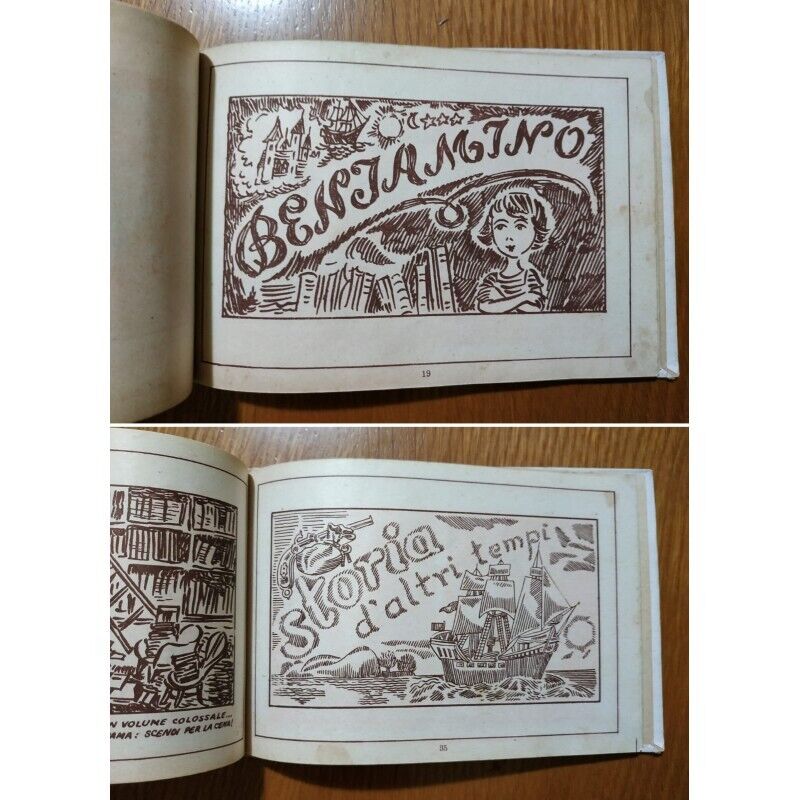 BENIAMINO
19
Storia
d'altri tempi
N VOLUME COLOSSALE...
AMA: SCENDI PER LA CENA!
35